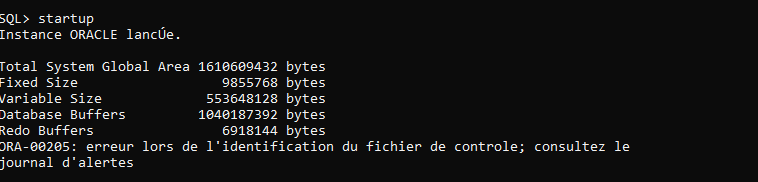 SQL> startup
Instance ORACLE lancÚe.
Total System Global Area 1610609432 bytes
Fixed Size                  9855768 bytes
Variable Size             553648128 bytes
Database Buffers         1040187392 bytes
Redo Buffers                6918144 bytes
ORA-00205: erreur lors de l'identification du fichier de controle; consultez le
journal d'alertes